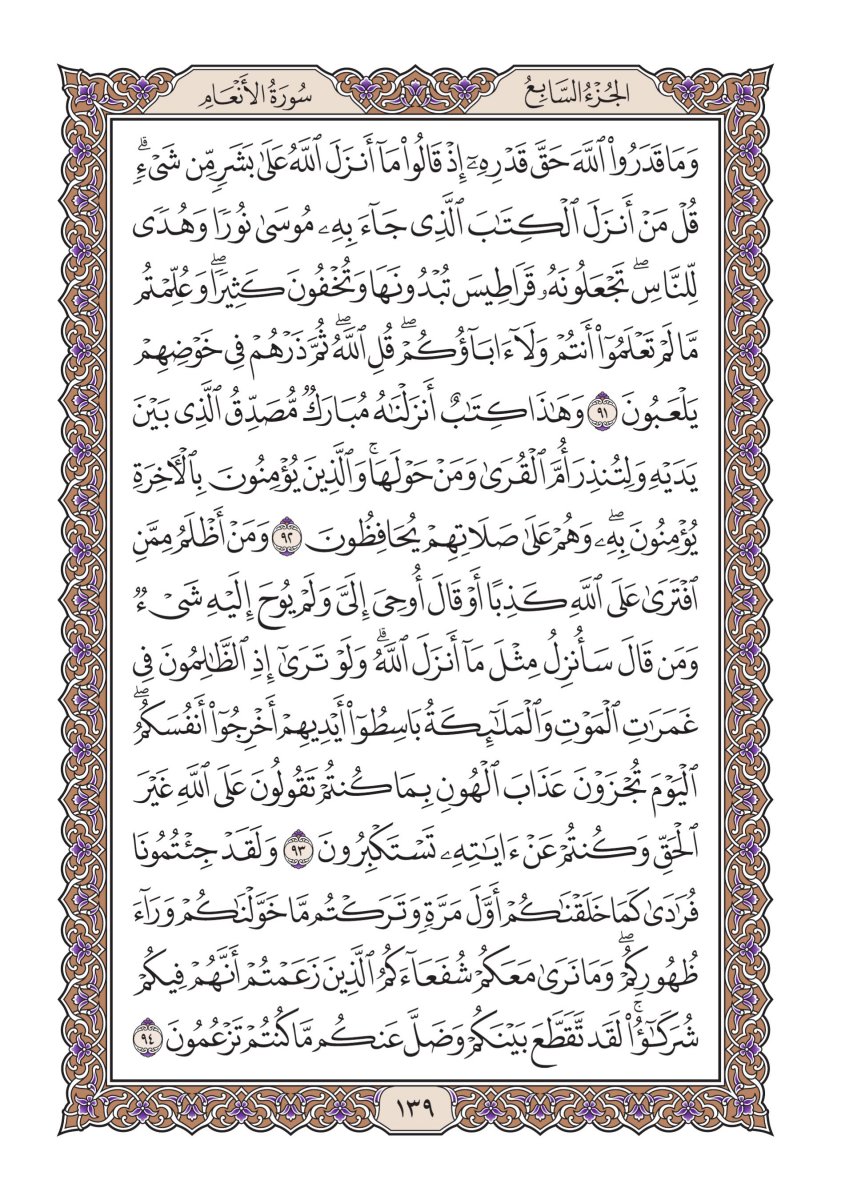 الجُزْءُ السَّابِعُ
سُورَةُ الأَنْعَامِ
وَمَا قَدَرُواْ ٱللَّهَ حَقَّ قَدْرِهِۦٓ إِذْ قَالُواْ مَآ أَنزَلَ ٱللَّهُ عَلَىٰ بَشَرٖ مِّن شَيْءٖۗ
قُلْ مَنْ أَنزَلَ ٱلْكِتَٰبَ ٱلَّذِي جَآءَ بِهِۦ مُوسَىٰ نُورٗا وَهُدٗى
لِّلنَّاسِۖ تَجْعَلُونَهُۥ قَرَاطِيسَ تُبْدُونَهَا وَتُخْفُونَ كَثِيرٗاۖ وَعُلِّمْتُم
مَّا لَمْ تَعْلَمُوٓاْ أَنتُمْ وَلَآ ءَابَآؤُكُمْۖ قُلِ ٱللَّهُۖ ثُمَّ ذَرْهُمْ فِي خَوْضِهِمْ
يَلْعَبُونَ ٩١ وَهَٰذَا كِتَٰبٌ أَنزَلْنَٰهُ مُبَارَكٞ مُّصَدِّقُ ٱلَّذِي بَيْنَ
يَدَيْهِ وَلِتُنذِرَ أُمَّ ٱلْقُرَىٰ وَمَنْ حَوْلَهَاۚ وَٱلَّذِينَ يُؤْمِنُونَ بِٱلْأٓخِرَةِ
يُؤْمِنُونَ بِهِۦۖ وَهُمْ عَلَىٰ صَلَاتِهِمْ يُحَافِظُونَ ٩٢ وَمَنْ أَظْلَمُ مِمَّنِ
ٱفْتَرَىٰ عَلَى ٱللَّهِ كَذِبًا أَوْ قَالَ أُوحِيَ إِلَيَّ وَلَمْ يُوحَ إِلَيْهِ شَيْءٞ
وَمَن قَالَ سَأُنزِلُ مِثْلَ مَآ أَنزَلَ ٱللَّهُۗ وَلَوْ تَرَىٰٓ إِذِ ٱلظَّٰلِمُونَ فِي
غَمَرَٰتِ ٱلْمَوْتِ وَٱلْمَلَٰٓئِكَةُ بَاسِطُوٓاْ أَيْدِيهِمْ أَخْرِجُوٓاْ أَنفُسَكُمُۖ
ٱلْيَوْمَ تُجْزَوْنَ عَذَابَ ٱلْهُونِ بِمَا كُنتُمْ تَقُولُونَ عَلَى ٱللَّهِ غَيْرَ
ٱلْحَقِّ وَكُنتُمْ عَنْ ءَايَٰتِهِۦ تَسْتَكْبِرُونَ ٩٣ وَلَقَدْ جِئْتُمُونَا
فُرَٰدَىٰ كَمَا خَلَقْنَٰكُمْ أَوَّلَ مَرَّةٖ وَتَرَكْتُم مَّا خَوَّلْنَٰكُمْ وَرَآءَ
ظُهُورِكُمْۖ وَمَا نَرَىٰ مَعَكُمْ شُفَعَآءَكُمُ ٱلَّذِينَ زَعَمْتُمْ أَنَّهُمْ فِيكُمْ
شُرَكَٰٓؤُاْۚ لَقَد تَّقَطَّعَ بَيْنَكُمْ وَضَلَّ عَنكُم مَّا كُنتُمْ تَزْعُمُونَ ٩٤
١٣٩